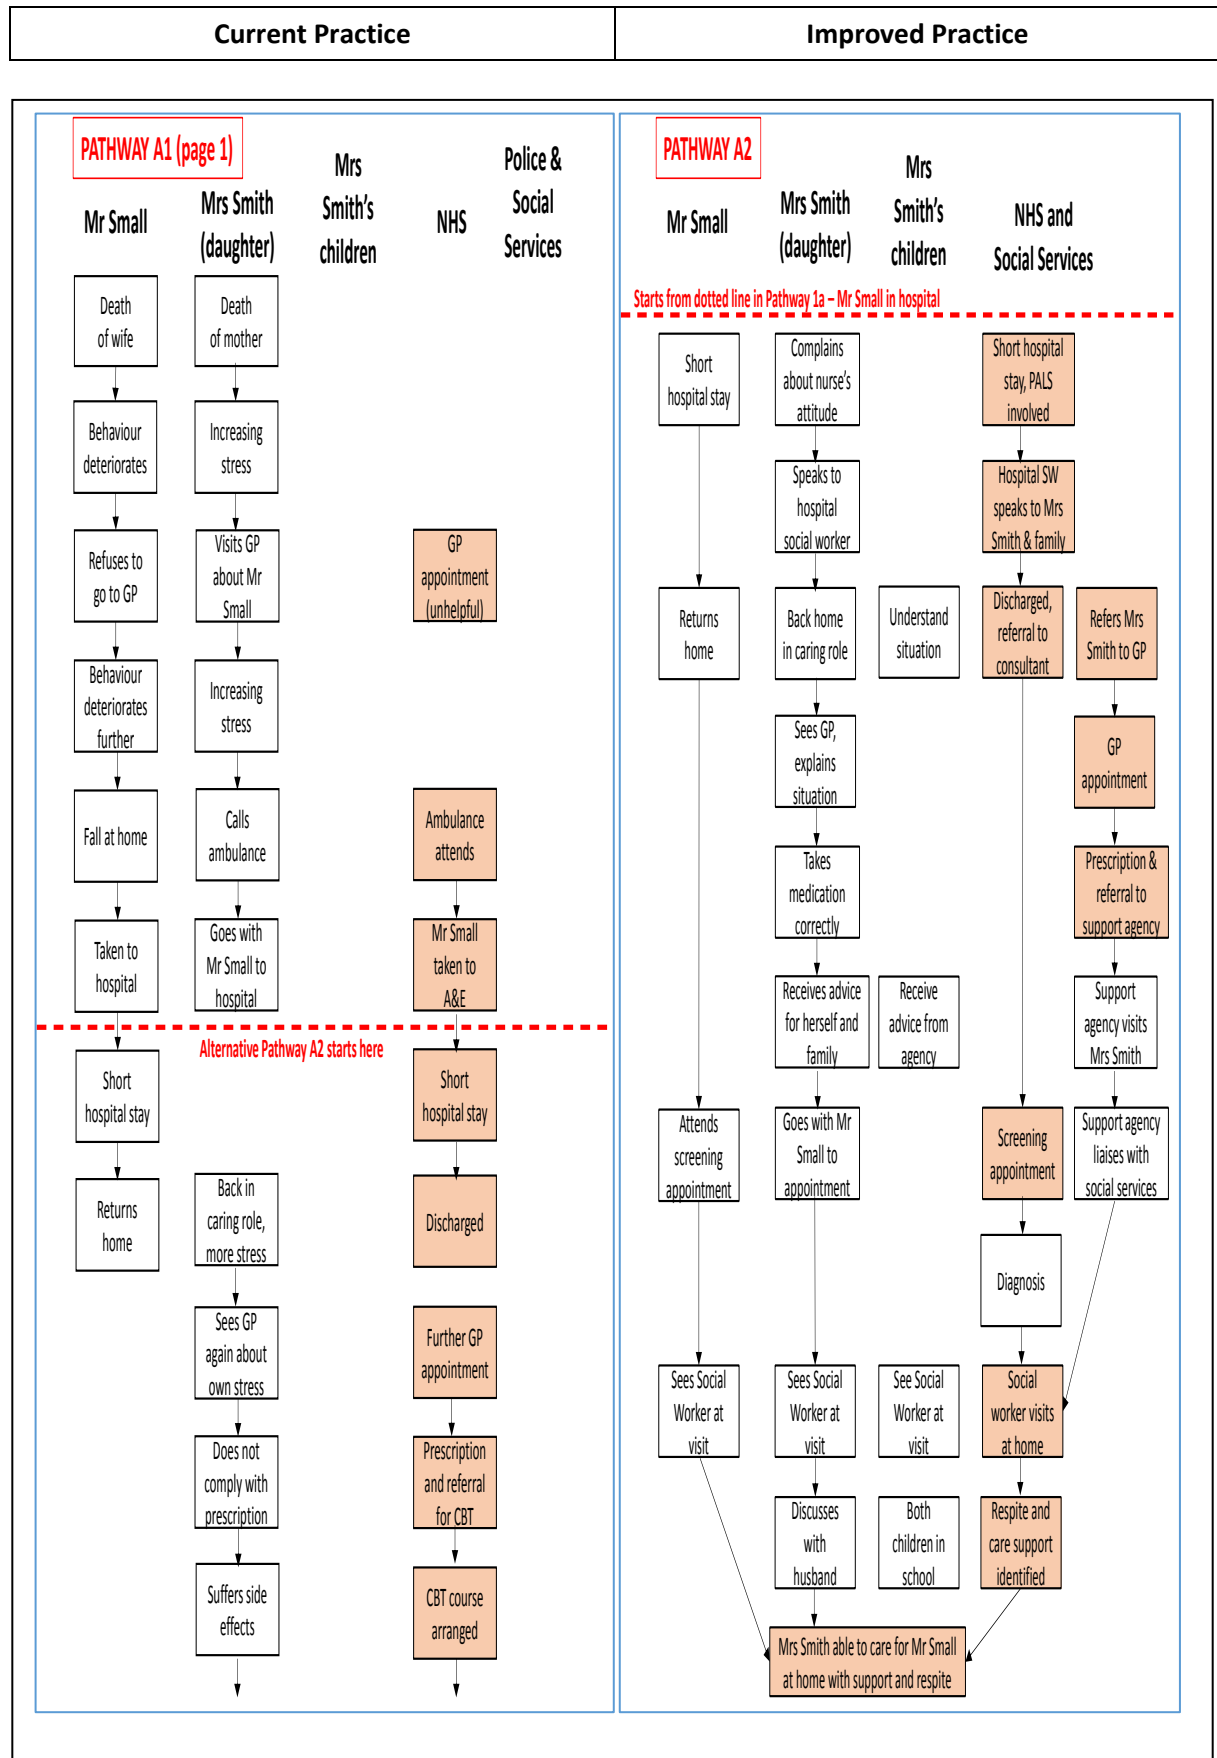 Current Practice
Improved Practice
PATHWAY A1 (page 1)
Mr Small
Mrs Smith
(daughter)
Mrs
Smith's
children
NHS
Police &
Social
Services
Death
of wife
Death
of mother
Behaviour
deteriorates
Increasing
stress
Refuses to
go to GP
Visits GP
about Mr
Small
GP
appointment
(unhelpful)
Behaviour
deteriorates
further
Increasing
stress
Fall at home
Calls
ambulance
Ambulance
attends
Taken to
hospital
Goes with
Mr Small to
hospital
Mr Small
taken to
A&E
Alternative Pathway A2 starts here
Short
hospital stay
Short
hospital stay
Returns
home
Back in
caring role,
more stress
Discharged
Sees GP
again about
own stress
Further GP
appointment
Does not
comply with
prescription
Prescription
and referral
for CBT
Suffers side
effects
CBT course
arranged
PATHWAY A2
Mr Small
Mrs Smith
(daughter)
Mrs
Smith's
children
NHS and
Social Services
Starts from dotted line in Pathway 1a – Mr Small in hospital
Short
hospital stay
Complains
about nurse's
attitude
Short hospital
stay, PALS
involved
Speaks to
hospital
social worker
Hospital SW
speaks to Mrs
Smith & family
Returns
home
Back home
in caring role
Understand
situation
Discharged,
referral to
consultant
Refers Mrs
Smith to GP
Sees GP,
explains
situation
GP
appointment
Takes
medication
correctly
Prescription &
referral to
support agency
Receives advice
for herself and
family
Receive
advice from
agency
Support
agency visits
Mrs Smith
Attends
screening
appointment
Goes with Mr
Small to
appointment
Screening
appointment
Support agency
liaises with
social services
Diagnosis
Sees Social
Worker at
visit
Sees Social
Worker at
visit
See Social
Worker at
visit
Social
worker visits
at home
Discusses
with
husband
Both
children in
school
Respite and
care support
identified
Mrs Smith able to care for Mr Small
at home with support and respite